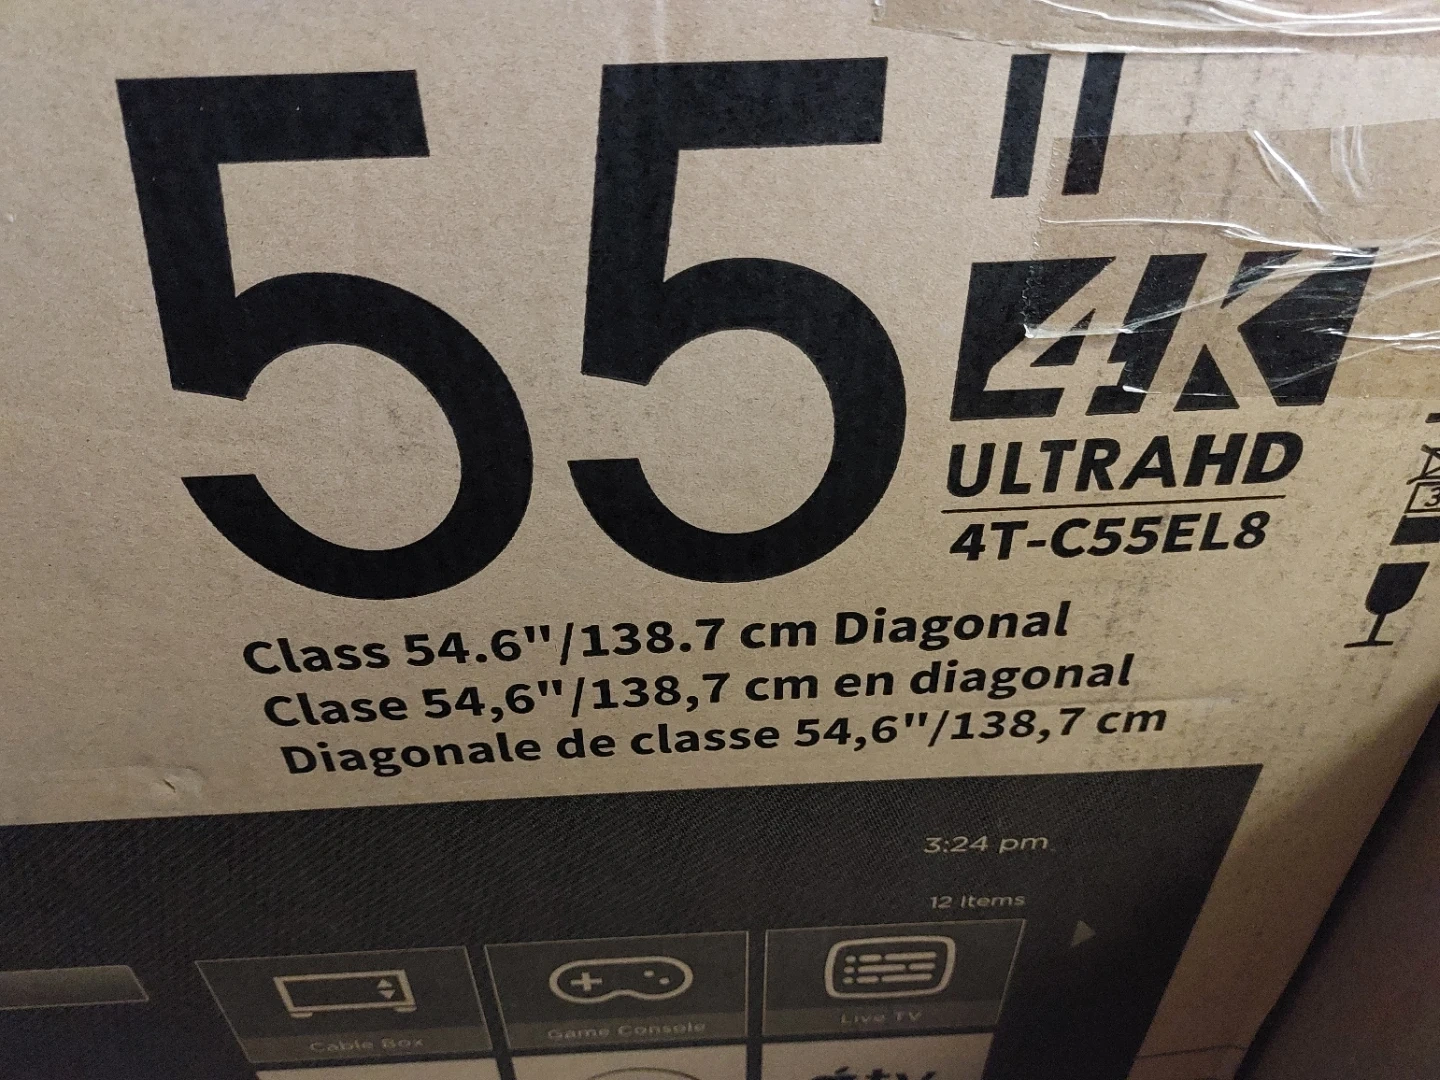 55"
4K
ULTRAHD
4T-C55EL8
Class 54.6"/138.7 cm Diagonal
Clase 54,6"/138,7 cm en diagonal
Diagonale de classe 54,6"/138,7 cm
3:24 pm
12 Items
Cable Box
Game Console
Live TV